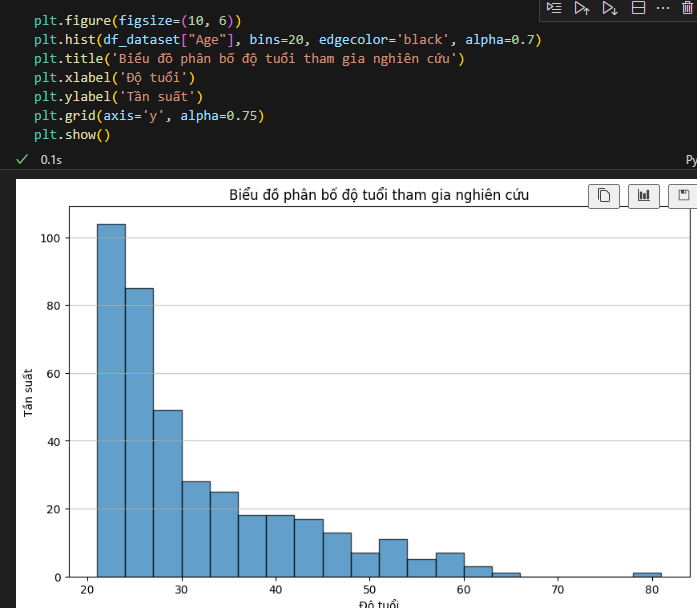 plt.figure(figsize=(10, 6))
plt.hist(df_dataset["Age"], bins=20, edgecolor='black', alpha=0.7)
plt.title('Biểu đồ phân bố độ tuổi tham gia nghiên cứu')
plt.xlabel('Độ tuổi')
plt.ylabel('Tần suất')
plt.grid(axis='y', alpha=0.75)
plt.show()
0.1s
Py
Biểu đồ phân bố độ tuổi tham gia nghiên cứu
100
80
60
40
20
0
Tần suất
20 30 40 50 60 70 80
Độ tuổi